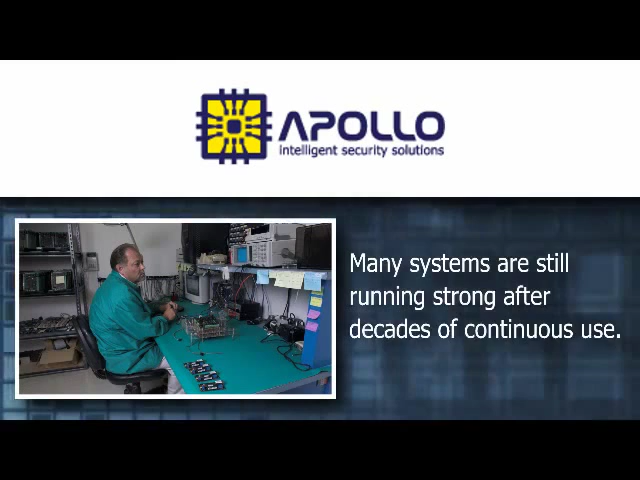 APOLLO
intelligent security solutions
Many systems are still
running strong after
decades of continuous use.